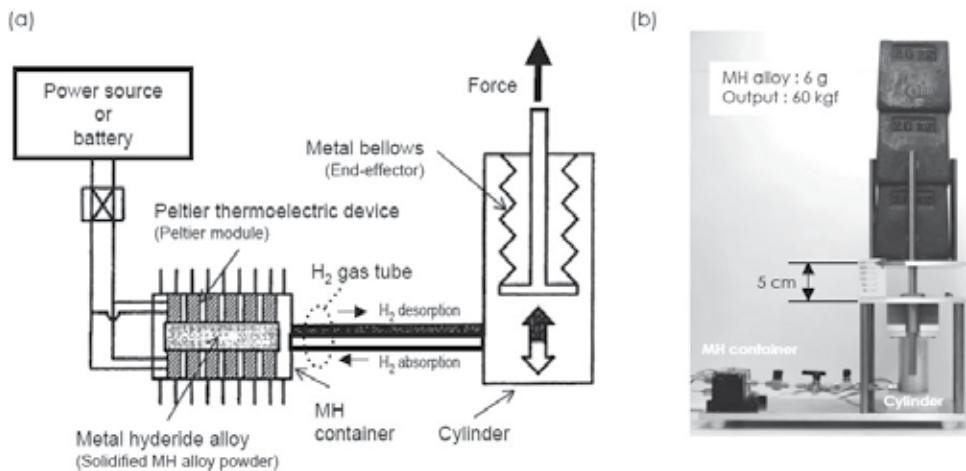 (a)
Power source
or
battery
Force
Metal bellows
(End-effector)
Peltier thermoelectric device
(Peltier module)
H2 gas tube
H2 desorption
H2 absorption
MH
container
Cylinder
Metal hyderide alloy
(Solidified MH alloy powder)
(b)
MH alloy : 6 g
Output : 60 kgf
5 cm
MH container
Cylinder